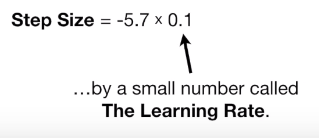 Step Size = -5.7 × 0.1
...by a small number called
The Learning Rate.